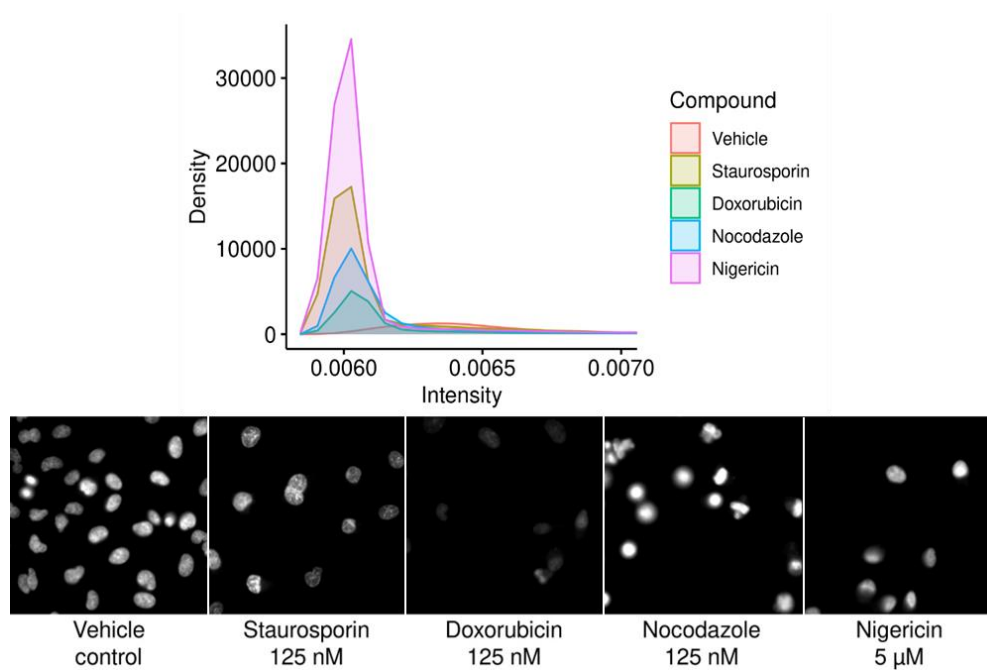 30000
20000
10000
0
Density
0.0060 0.0065 0.0070
Intensity
Compound
Vehicle
Staurosporin
Doxorubicin
Nocodazole
Nigericin
Vehicle
control
Staurosporin
125 nM
Doxorubicin
125 nM
Nocodazole
125 nM
Nigericin
5 µM